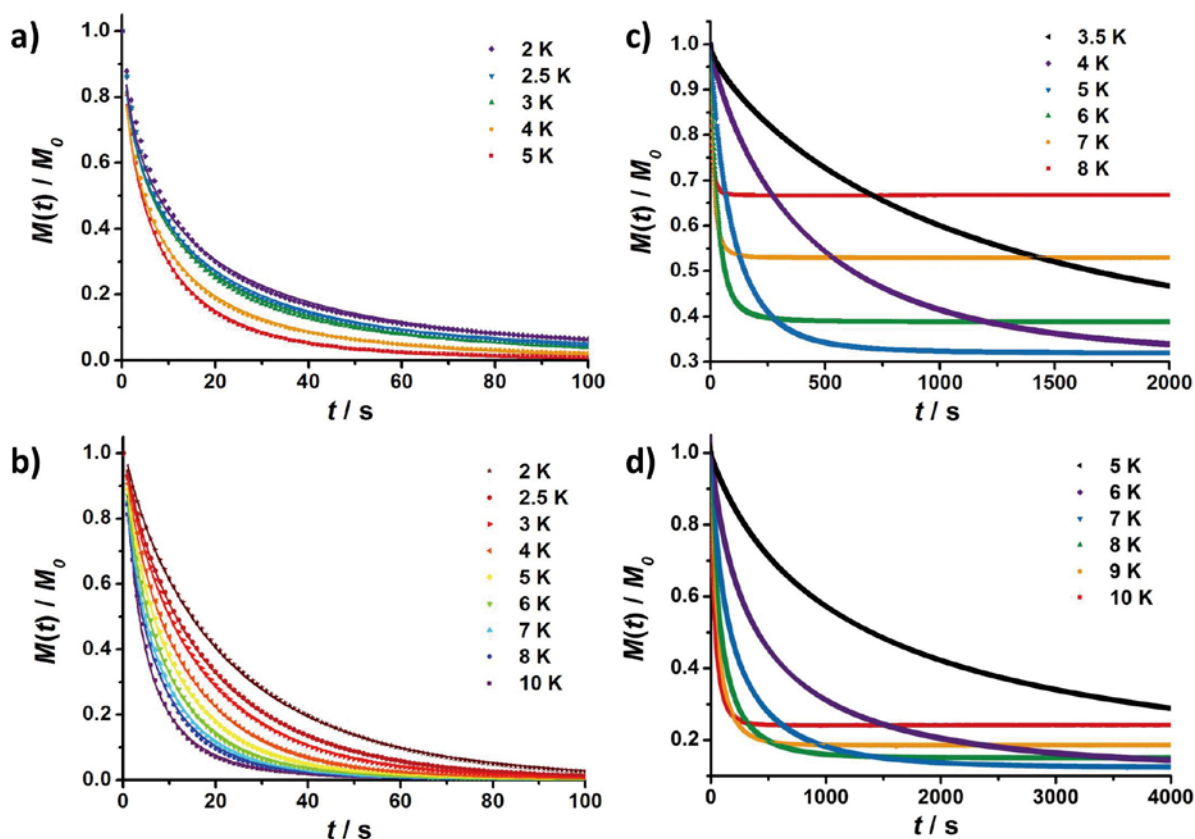 a)
M(t) / M0
1.0
0.8
0.6
0.4
0.2
0.0
2 K
2.5 K
3 K
4 K
5 K
0 20 40 60 80 100
t / s
c)
M(t) / M0
1.0
0.9
0.8
0.7
0.6
0.5
0.4
0.3
3.5 K
4 K
5 K
6 K
7 K
8 K
0 500 1000 1500 2000
t / s
b)
M(t) / M0
1.0
0.8
0.6
0.4
0.2
0.0
2 K
2.5 K
3 K
4 K
5 K
6 K
7 K
8 K
10 K
0 20 40 60 80 100
t / s
d)
M(t) / M0
1.0
0.8
0.6
0.4
0.2
5 K
6 K
7 K
8 K
9 K
10 K
0 1000 2000 3000 4000
t / s